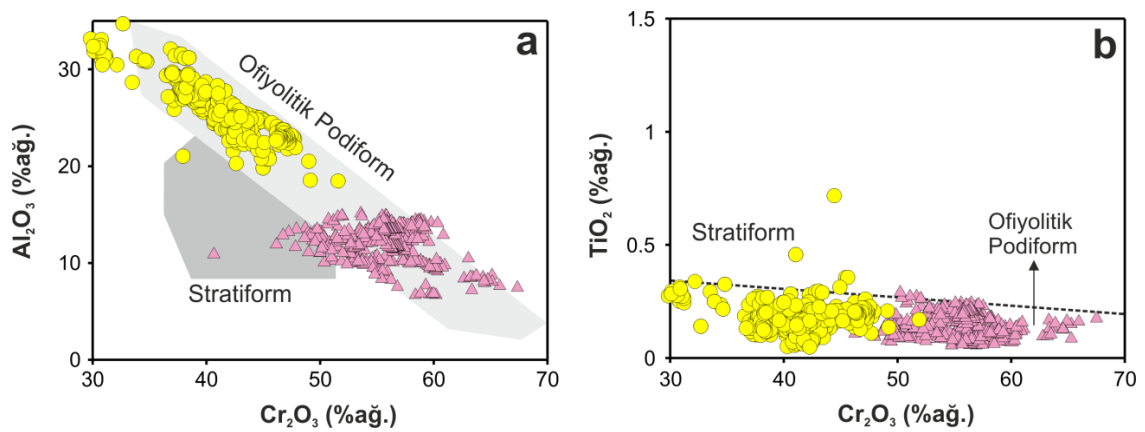 a
Ofiyolitik Podiform
Stratiform
Al₂O₃ (%ağ.)
30
20
10
0
30 40 50 60 70
Cr₂O₃ (%ağ.)
b
Stratiform
Ofiyolitik
Podiform
TiO₂ (%ağ.)
1.5
1
0.5
0
30 40 50 60 70
Cr₂O₃ (%ağ.)